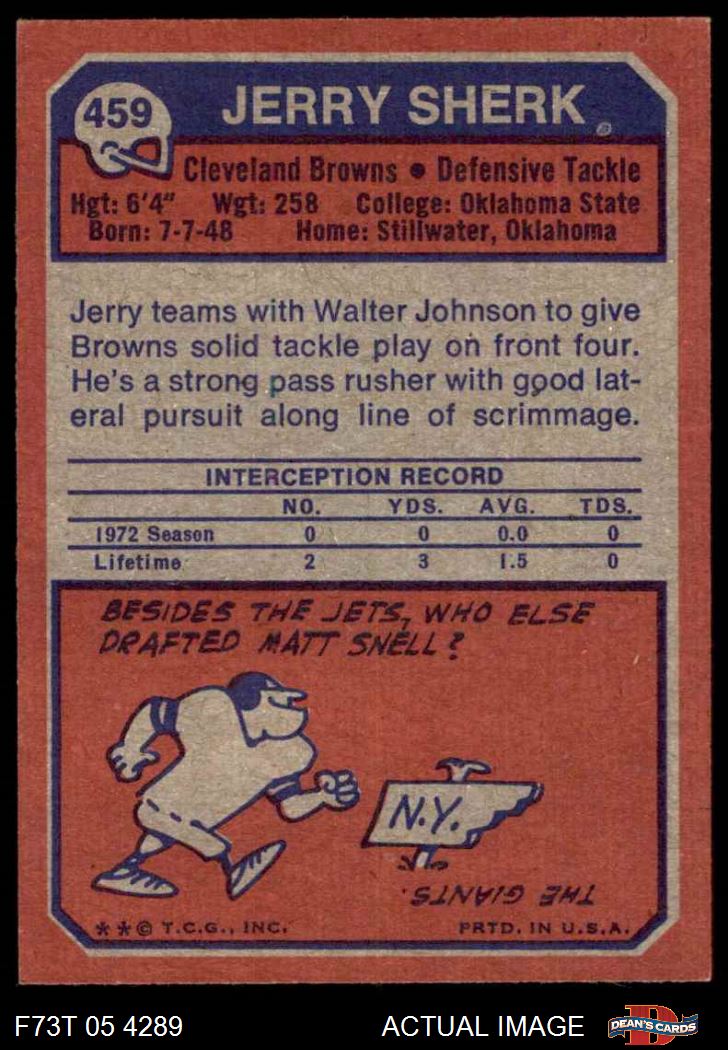 459 JERRY SHERK
Cleveland Browns • Defensive Tackle
Hgt: 6'4" Wgt: 258 College: Oklahoma State
Born: 7-7-48 Home: Stillwater, Oklahoma
Jerry teams with Walter Johnson to give
Browns solid tackle play on front four.
He's a strong pass rusher with good lat-
eral pursuit along line of scrimmage.
INTERCEPTION RECORD
NO. YDS. AVG. TDS.
1972 Season 0 0 0.0 0
Lifetime 2 3 1.5 0
BESIDES THE JETS, WHO ELSE
DRAFTED MATT SNELL?
N.Y.
THE GIANTS.
**© T.C.G., INC. PRTD. IN U.S.A.
F73T 05 4289 ACTUAL IMAGE D DEAN'S CARDS